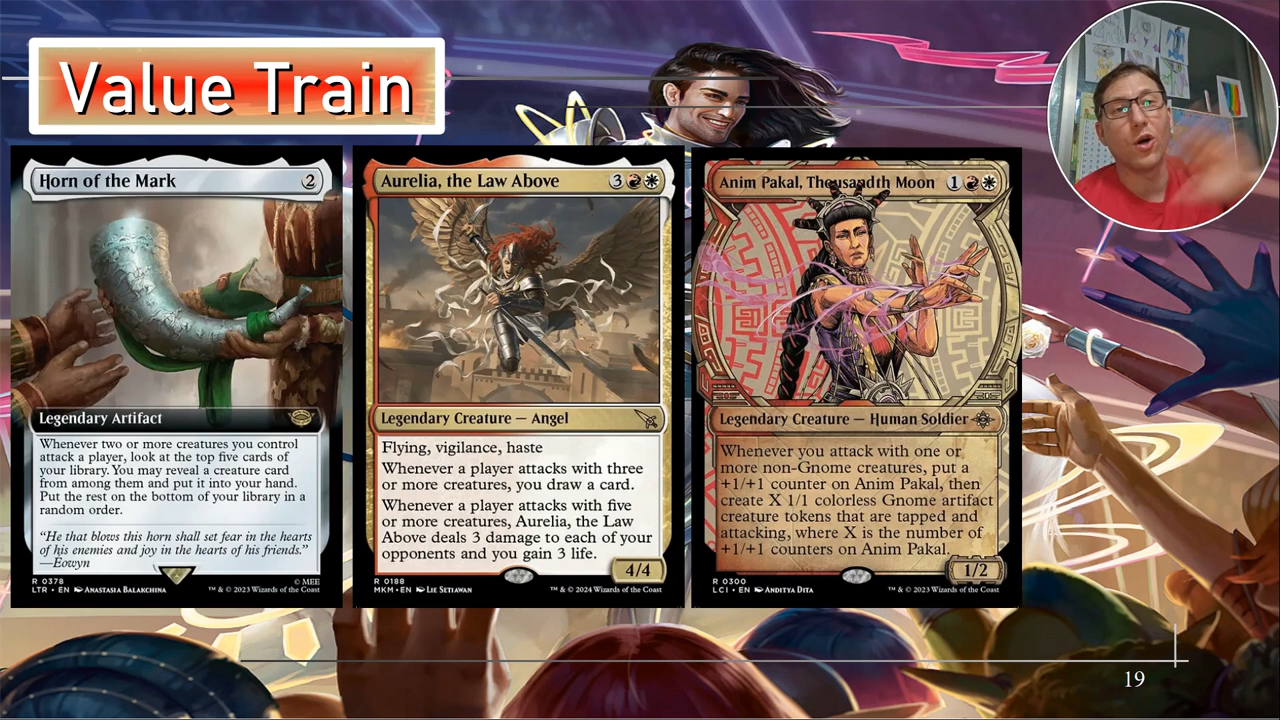 Value Train
Horn of the Mark 2
Legendary Artifact
Whenever two or more creatures you control
attack a player, look at the top five cards of
your library. You may reveal a creature card
from among them and put it into your hand.
Put the rest on the bottom of your library in a
random order.
“He that blows this horn shall set fear in the hearts
of his enemies and joy in the hearts of his friends.”
—Eowyn
R 0378 © MEE
LTR • EN Anastasia Balakchina ™ & © 2023 Wizards of the Coast
Aurelia, the Law Above 3
Legendary Creature — Angel
Flying, vigilance, haste
Whenever a player attacks with three
or more creatures, you draw a card.
Whenever a player attacks with five
or more creatures, Aurelia, the Law
Above deals 3 damage to each of your
opponents and you gain 3 life.
4/4
R 0188
MKM • EN Lie Setiawan ™ & © 2024 Wizards of the Coast
Anim Pakal, Thousandth Moon 1
Legendary Creature — Human Soldier
Whenever you attack with one or
more non-Gnome creatures, put a
+1/+1 counter on Anim Pakal, then
create X 1/1 colorless Gnome artifact
creature tokens that are tapped and
attacking, where X is the number of
+1/+1 counters on Anim Pakal.
1/2
R 0300
LCI • EN Anditya Dita ™ & © 2023 Wizards of the Coast
19